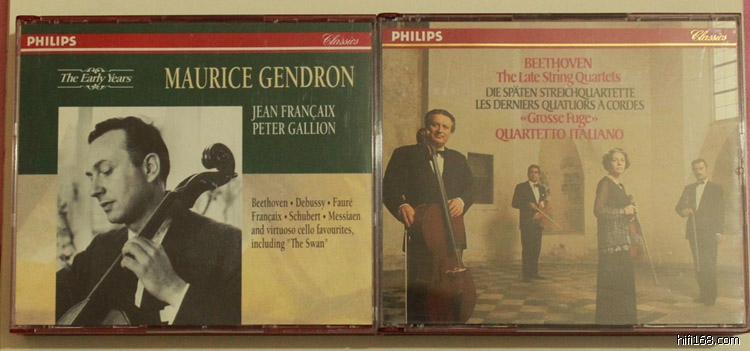 PHILIPS
Classics
The Early Years
MAURICE GENDRON
JEAN FRANÇAIX
PETER GALLION
Beethoven • Debussy • Fauré
Françaix • Schubert • Messiaen
and virtuoso cello favourites,
including "The Swan"
PHILIPS
Classics
BEETHOVEN
The Late String Quartets
DIE SPÄTEN STREICHQUARTETTE
LES DERNIERS QUATUORS A CORDES
«Grosse Fuge»
QUARTETTO ITALIANO
hifi168.com